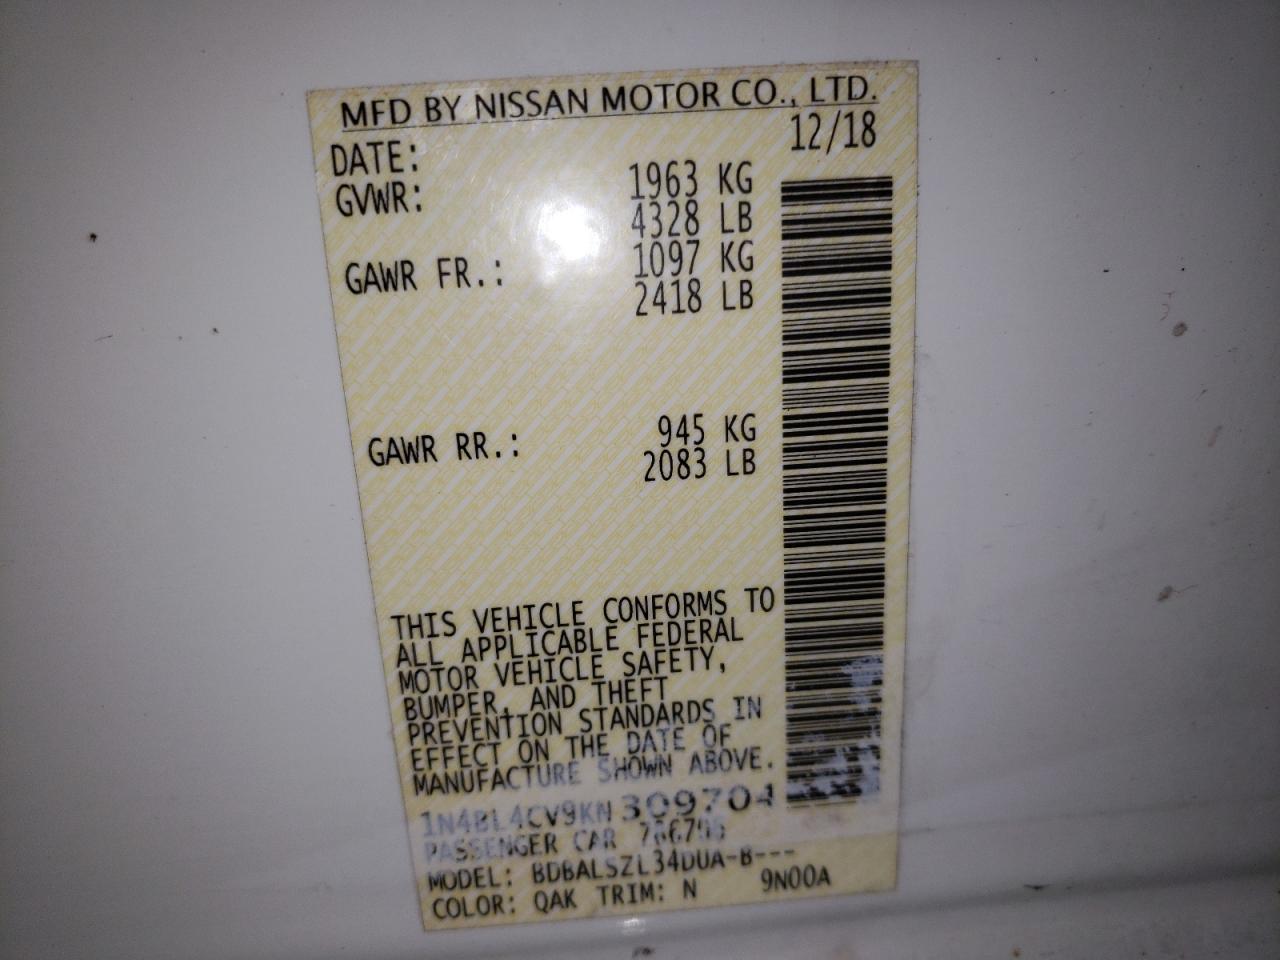 MFD BY NISSAN MOTOR CO., LTD.
DATE: 12/18
GVWR: 1963 KG
4328 LB
GAWR FR.: 1097 KG
2418 LB
GAWR RR.: 945 KG
2083 LB
THIS VEHICLE CONFORMS TO
ALL APPLICABLE FEDERAL
MOTOR VEHICLE SAFETY,
BUMPER, AND THEFT
PREVENTION STANDARDS IN
EFFECT ON THE DATE OF
MANUFACTURE SHOWN ABOVE.
1N4BL4CV9KN309704
PASSENGER CAR
MODEL: BDBALSZL34DUA-B---
COLOR: QAK TRIM: N 9N00A